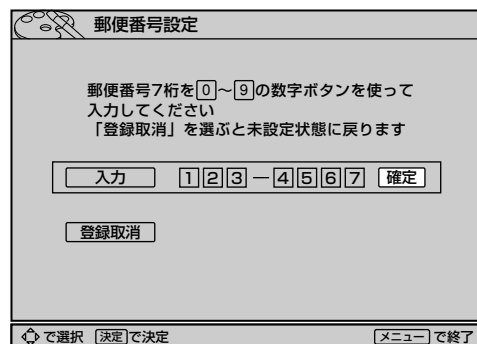 郵便番号設定
郵便番号7桁を0～9の数字ボタンを使って
入力してください
「登録取消」を選ぶと未設定状態に戻ります
入力 123－4567 確定
登録取消
で選択 決定で決定 メニューで終了